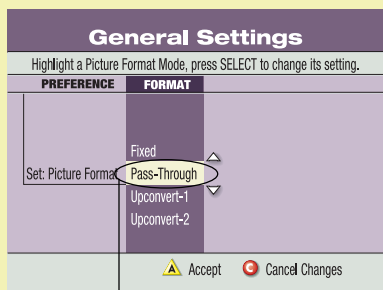 General Settings
Highlight a Picture Format Mode, press SELECT to change its setting.
PREFERENCE FORMAT
Fixed
Set: Picture Format Pass-Through
Upconvert-1
Upconvert-2
A Accept C Cancel Changes